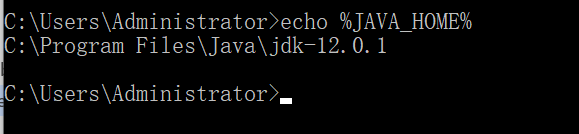 C:\Users\Administrator>echo %JAVA_HOME%
C:\Program Files\Java\jdk-12.0.1
C:\Users\Administrator>